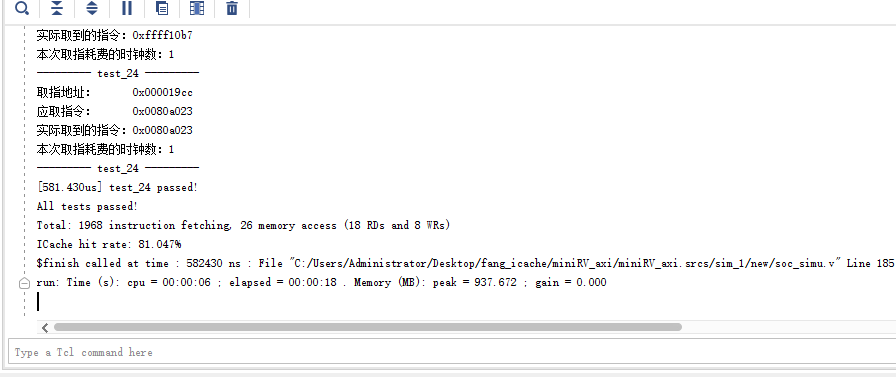 实际取到的指令：0xffff10b7
本次取指耗费的时钟数：1
--------- test_24 ---------
取指地址：     0x000019cc
应取指令：     0x0080a023
实际取到的指令：0x0080a023
本次取指耗费的时钟数：1
--------- test_24 ---------
[581.430us] test_24 passed!
All tests passed!
Total: 1968 instruction fetching, 26 memory access (18 RDs and 8 WRs)
ICache hit rate: 81.047%
$finish called at time : 582430 ns : File "C:/Users/Administrator/Desktop/fang_icache/miniRV_axi/miniRV_axi.srcs/sim_1/new/soc_simu.v" Line 185
run: Time (s): cpu = 00:00:06 ; elapsed = 00:00:18 . Memory (MB): peak = 937.672 ; gain = 0.000
Type a Tcl command here